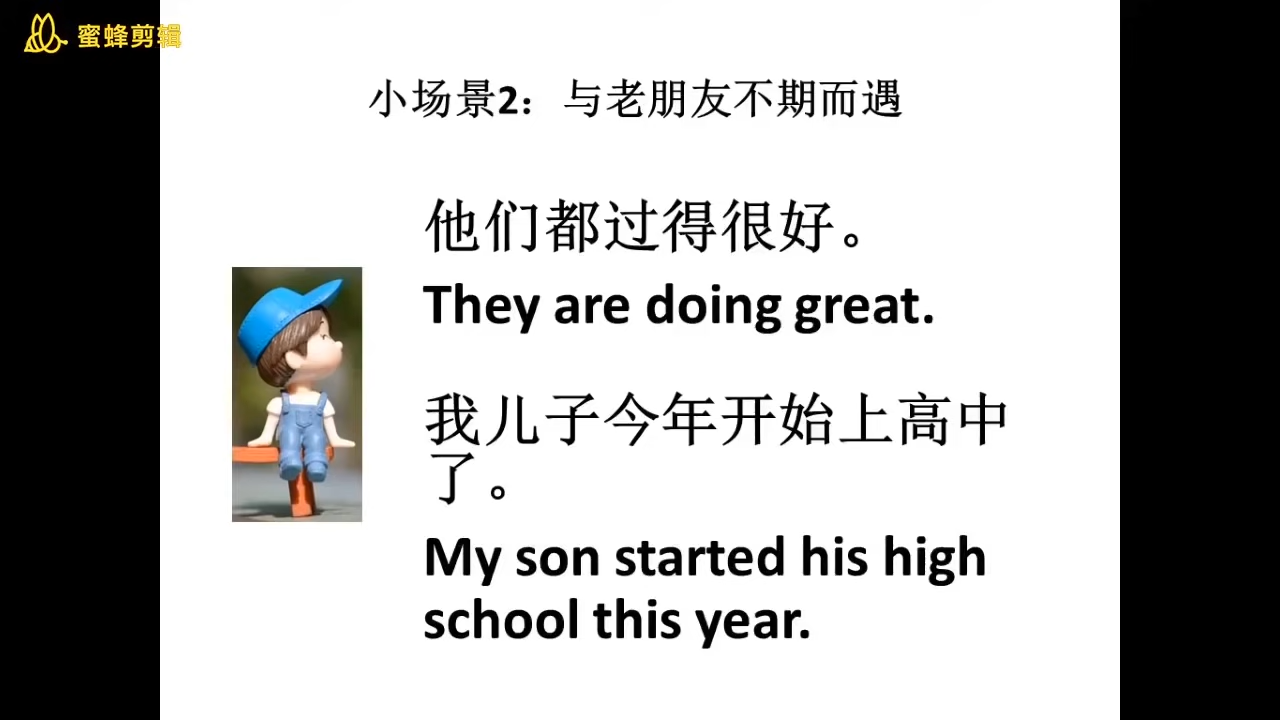 蜜蜂剪辑
小场景2：与老朋友不期而遇
他们都过得很好。
They are doing great.
我儿子今年开始上高中
了。
My son started his high
school this year.